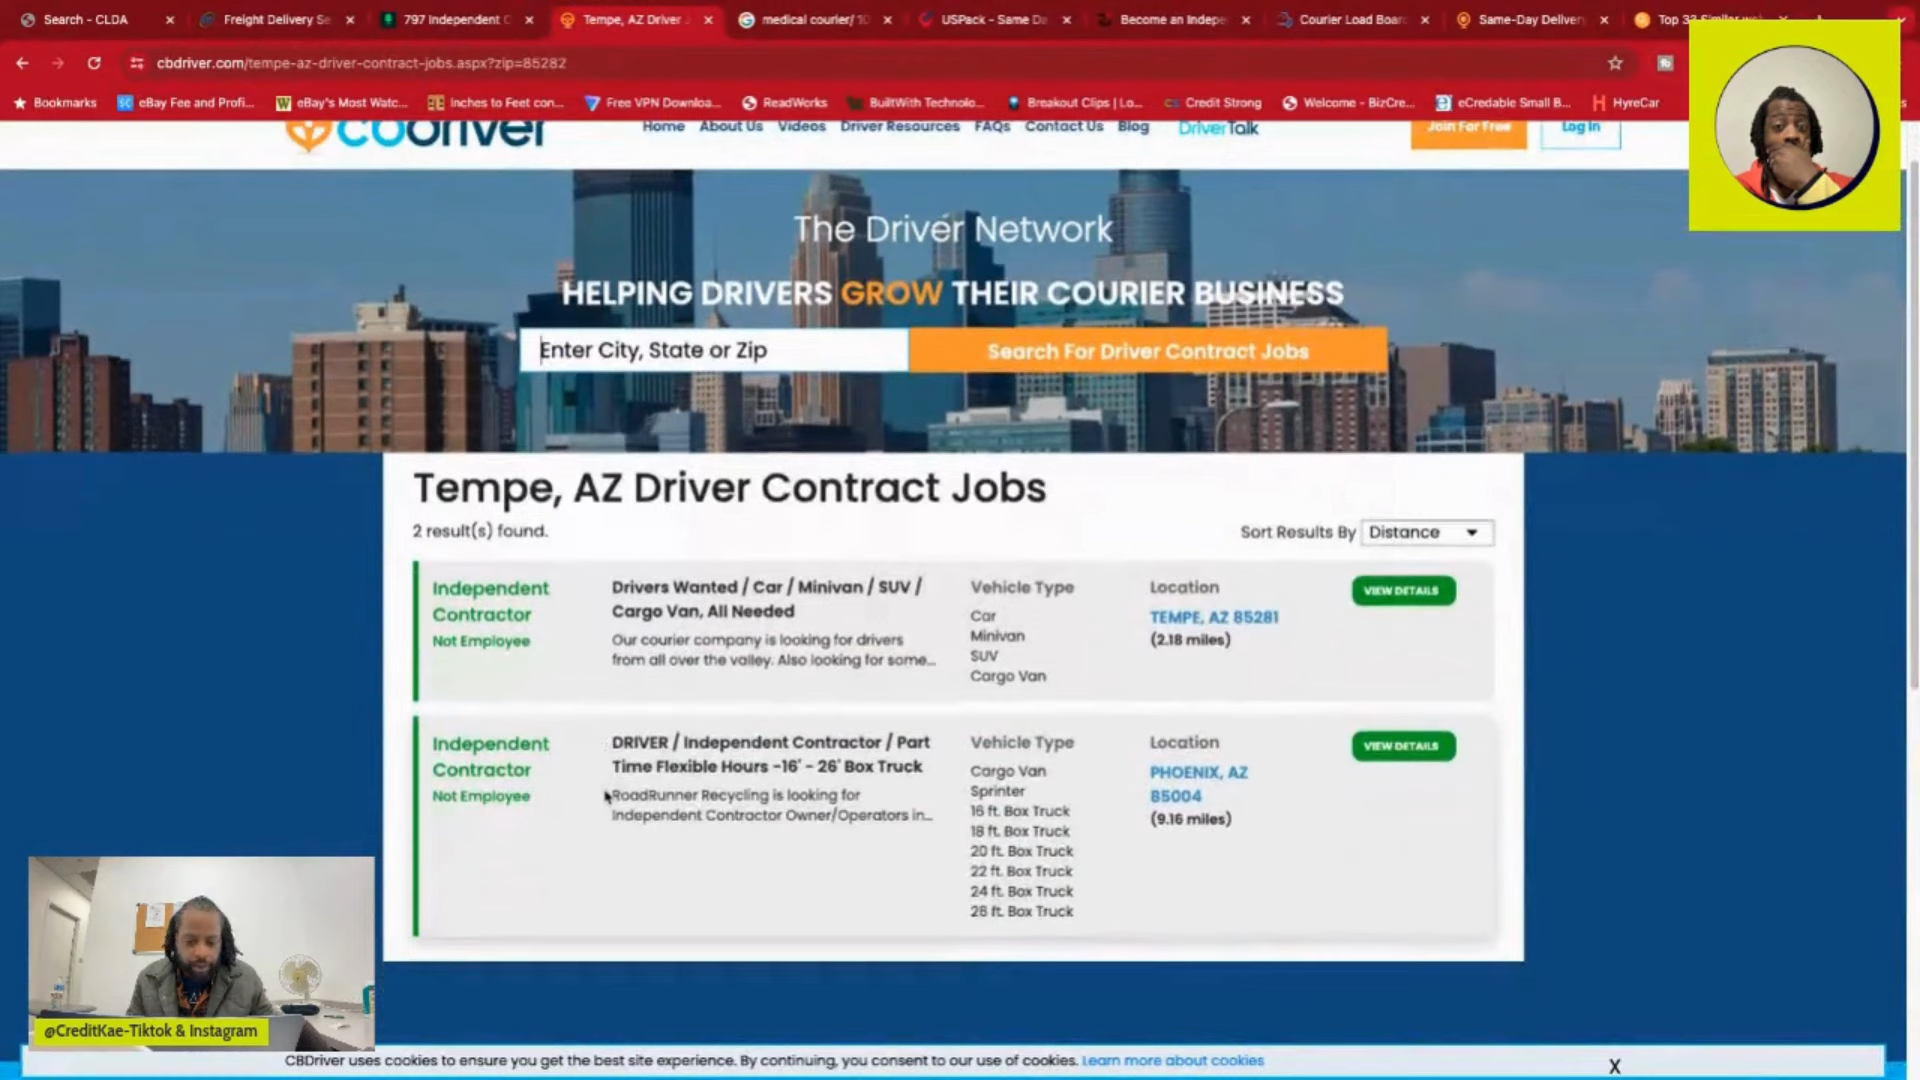 Search - CLDA
Freight Delivery Se
797 Independent C
Tempe, AZ Driver J
medical courier/ 10
USPack - Same Da
Become an Indepe
Courier Load Boar
Same-Day Deliver
Top 33 Similar we
cbdriver.com/tempe-az-driver-contract-jobs.aspx?zip=85282
Bookmarks
eBay Fee and Profi...
eBay's Most Watc...
Inches to Feet con...
Free VPN Downloa...
ReadWorks
BuiltWith Technolo...
Breakout Clips | Lo...
Credit Strong
Welcome - BizCre...
eCredable Small B...
HyreCar
cbdriver
Home About Us Videos Driver Resources FAQs Contact Us Blog DriverTalk
Join For Free
Log In
The Driver Network
HELPING DRIVERS GROW THEIR COURIER BUSINESS
Enter City, State or Zip
Search For Driver Contract Jobs
Tempe, AZ Driver Contract Jobs
2 result(s) found.
Sort Results By Distance
Independent
Contractor
Not Employee
Drivers Wanted / Car / Minivan / SUV /
Cargo Van, All Needed
Our courier company is looking for drivers
from all over the valley. Also looking for some...
Vehicle Type
Car
Minivan
SUV
Cargo Van
Location
TEMPE, AZ 85281
(2.18 miles)
VIEW DETAILS
Independent
Contractor
Not Employee
DRIVER / Independent Contractor / Part
Time Flexible Hours -16' - 26' Box Truck
RoadRunner Recycling is looking for
Independent Contractor Owner/Operators in...
Vehicle Type
Cargo Van
Sprinter
16 ft. Box Truck
18 ft. Box Truck
20 ft. Box Truck
22 ft. Box Truck
24 ft. Box Truck
26 ft. Box Truck
Location
PHOENIX, AZ
85004
(9.16 miles)
VIEW DETAILS
@CreditKae-Tiktok & Instagram
CBDriver uses cookies to ensure you get the best site experience. By continuing, you consent to our use of cookies. Learn more about cookies
X